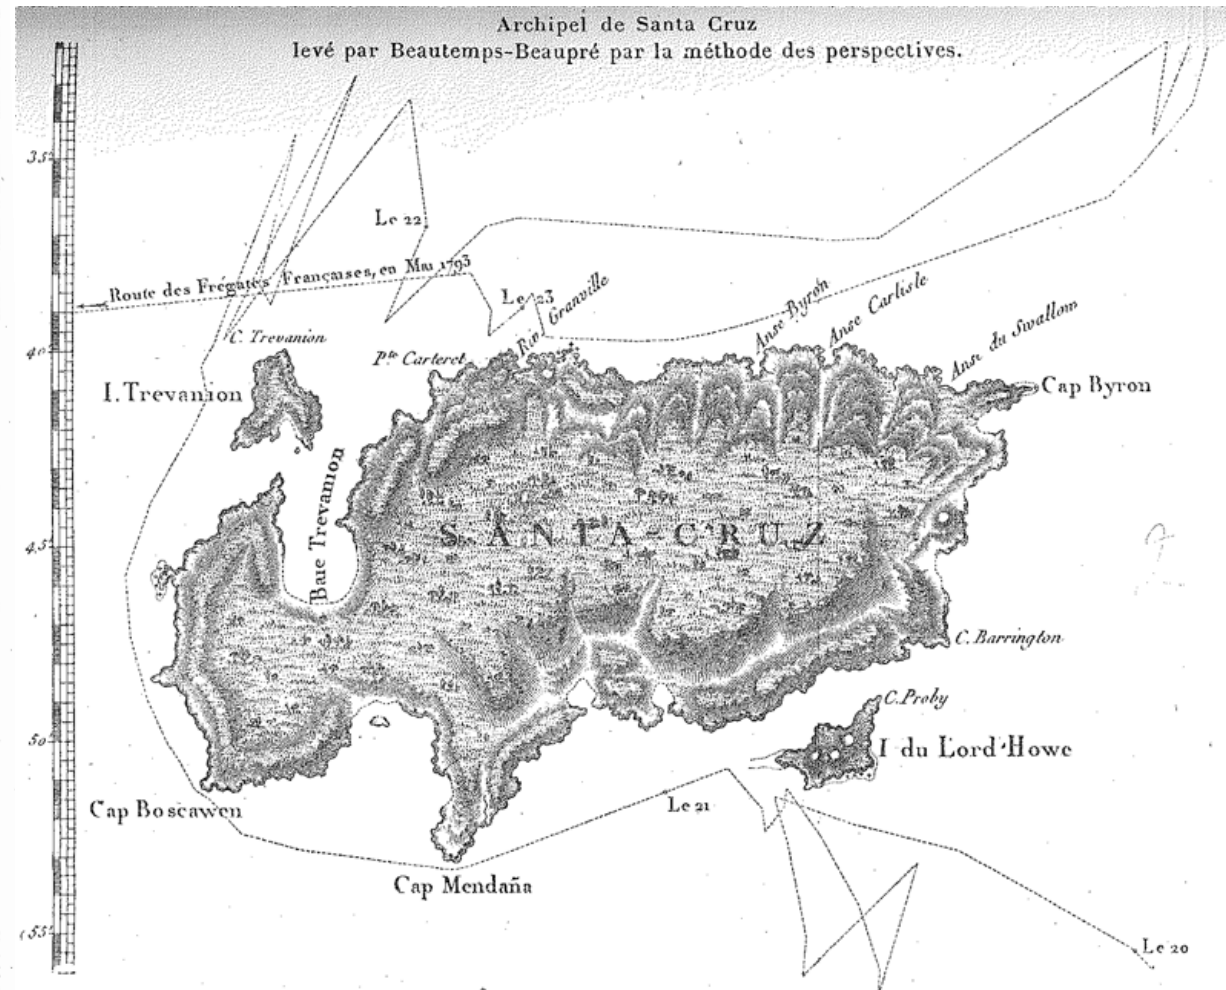 Archipel de Santa Cruz
levé par Beautemps-Beaupré par la méthode des perspectives.
35'
Le 22
Route des Frégates Françaises, en Mai 1793
Le 23
Riv. Granville
Anse Byron
Anse Carlisle
Anse du Swallow
C. Trevanion
40'
Pte Carteret
I. Trevanion
Cap Byron
Baie Trevanion
SANTA-CRUZ
45'
C. Barrington
C. Proby
50'
I du Lord Howe
Le 21
Cap Boscawen
Cap Mendaña
55'
Le 20
2